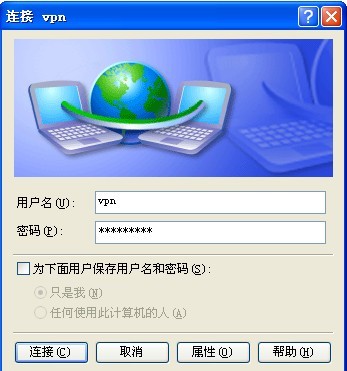 连接 vpn
用户名(U): vpn
密码(P): *********
为下面用户保存用户名和密码(S):
只是我(N)
任何使用此计算机的人(A)
连接(C) 取消 属性(O) 帮助(H)